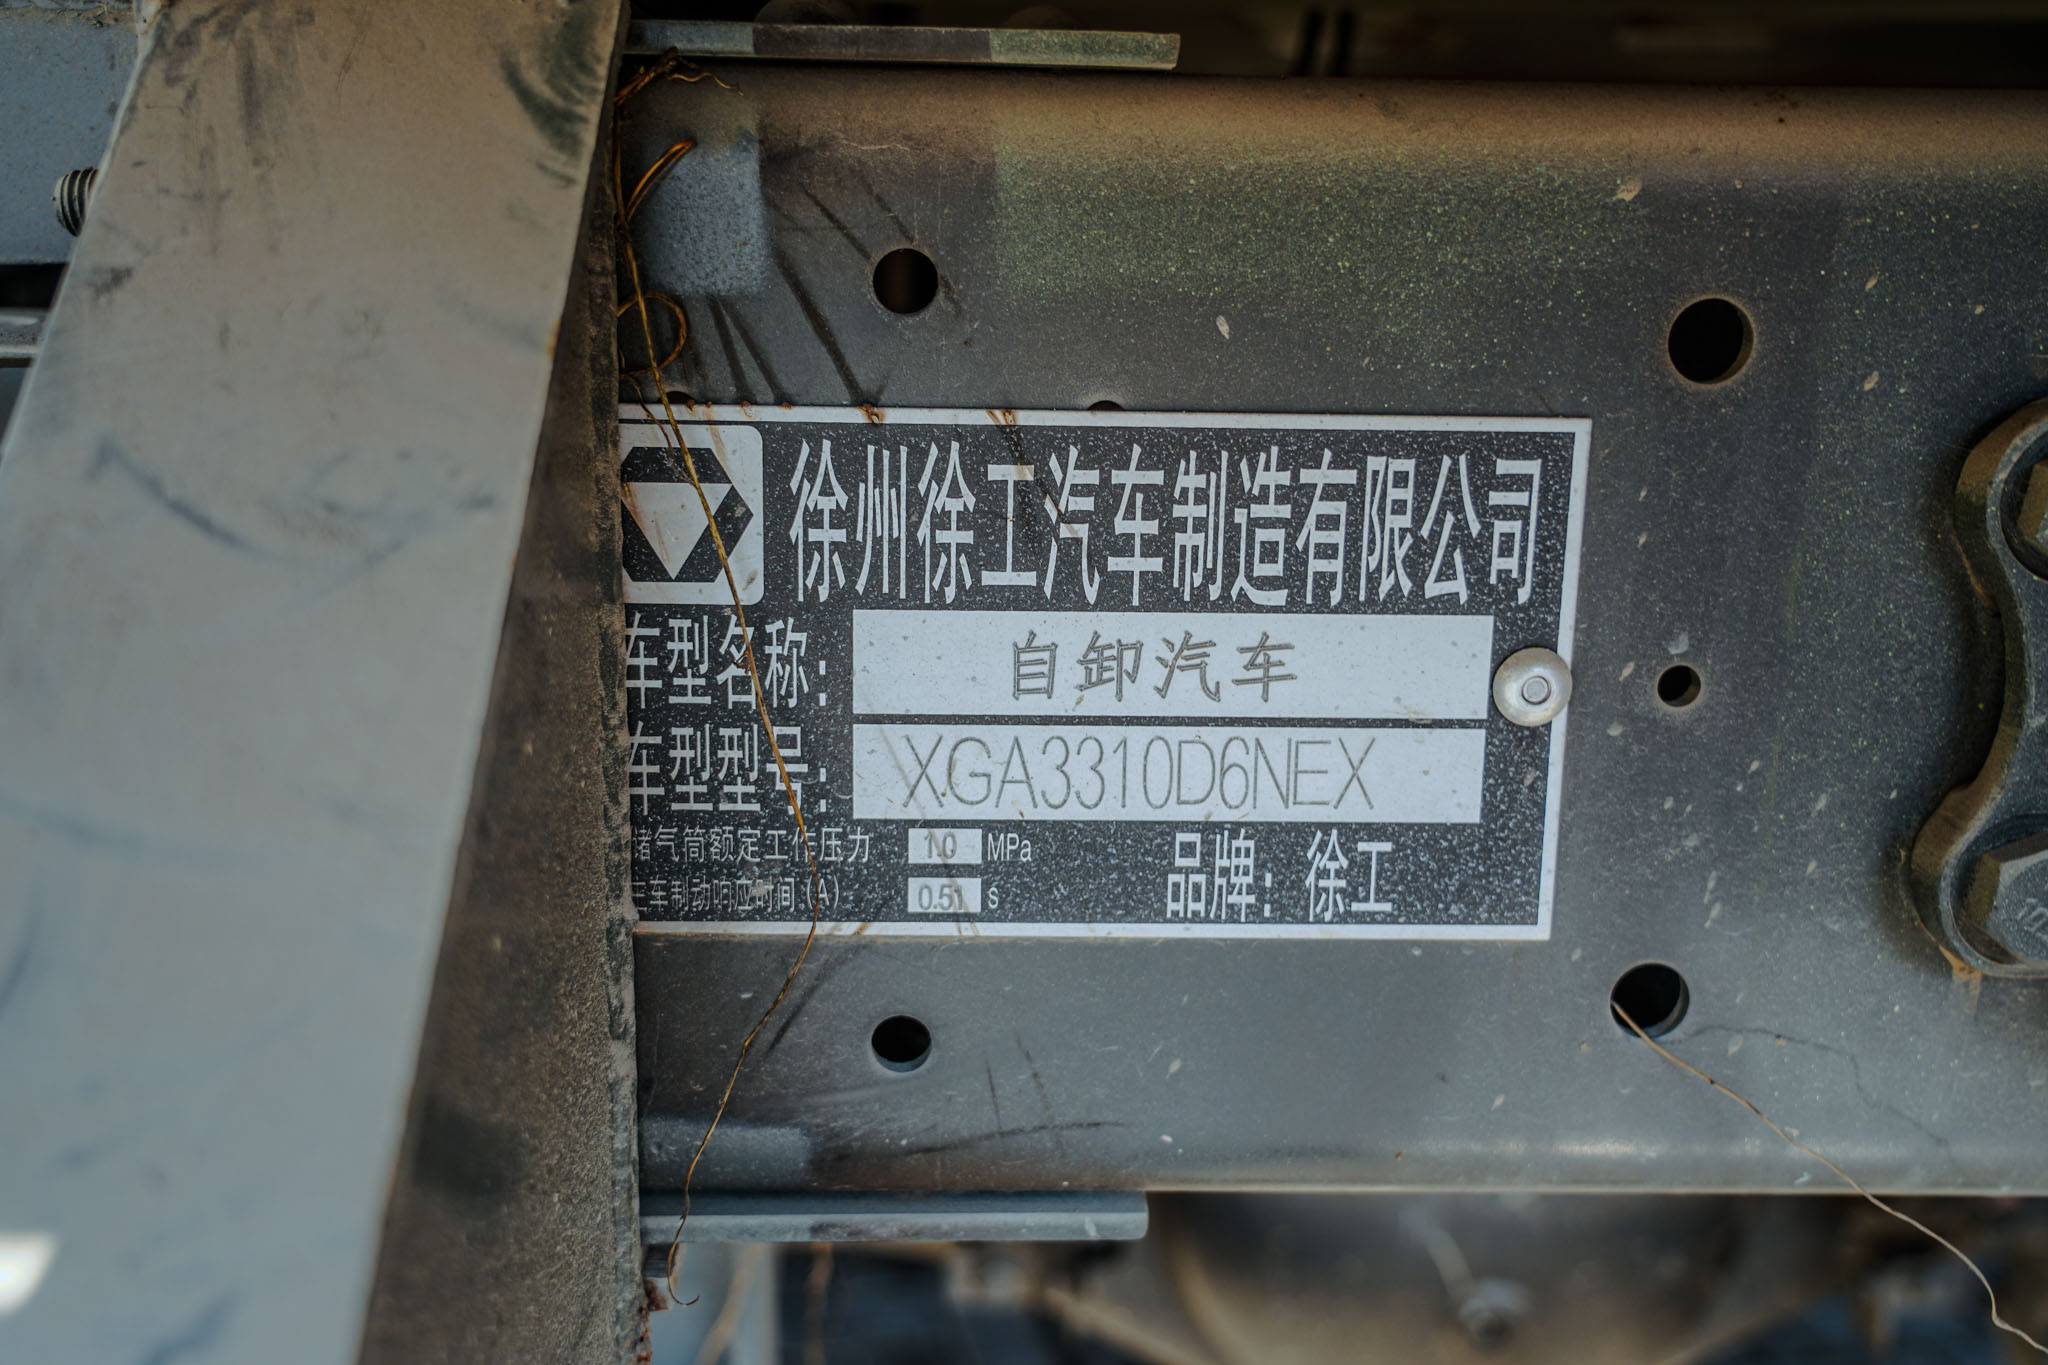 徐州徐工汽车制造有限公司
车型名称： 自卸汽车
车型型号： XGA3310D6NEX
储气筒额定工作压力 1.0 MPa
车制动响应时间（A） 0.51 s
品牌：徐工